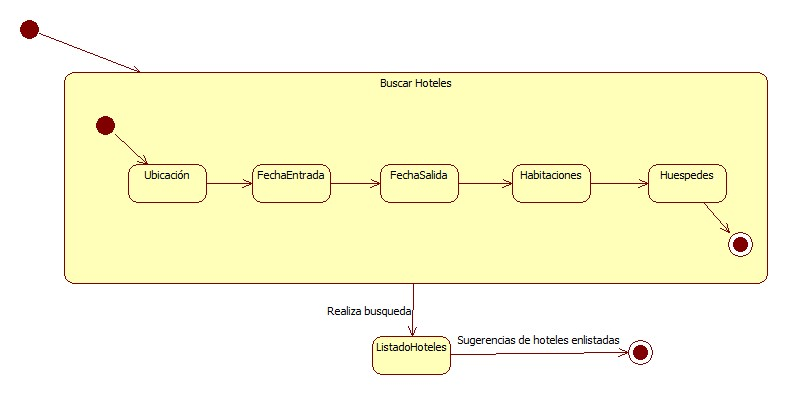 Buscar Hoteles
Ubicación
FechaEntrada
FechaSalida
Habitaciones
Huespedes
Realiza busqueda
ListadoHoteles
Sugerencias de hoteles enlistadas